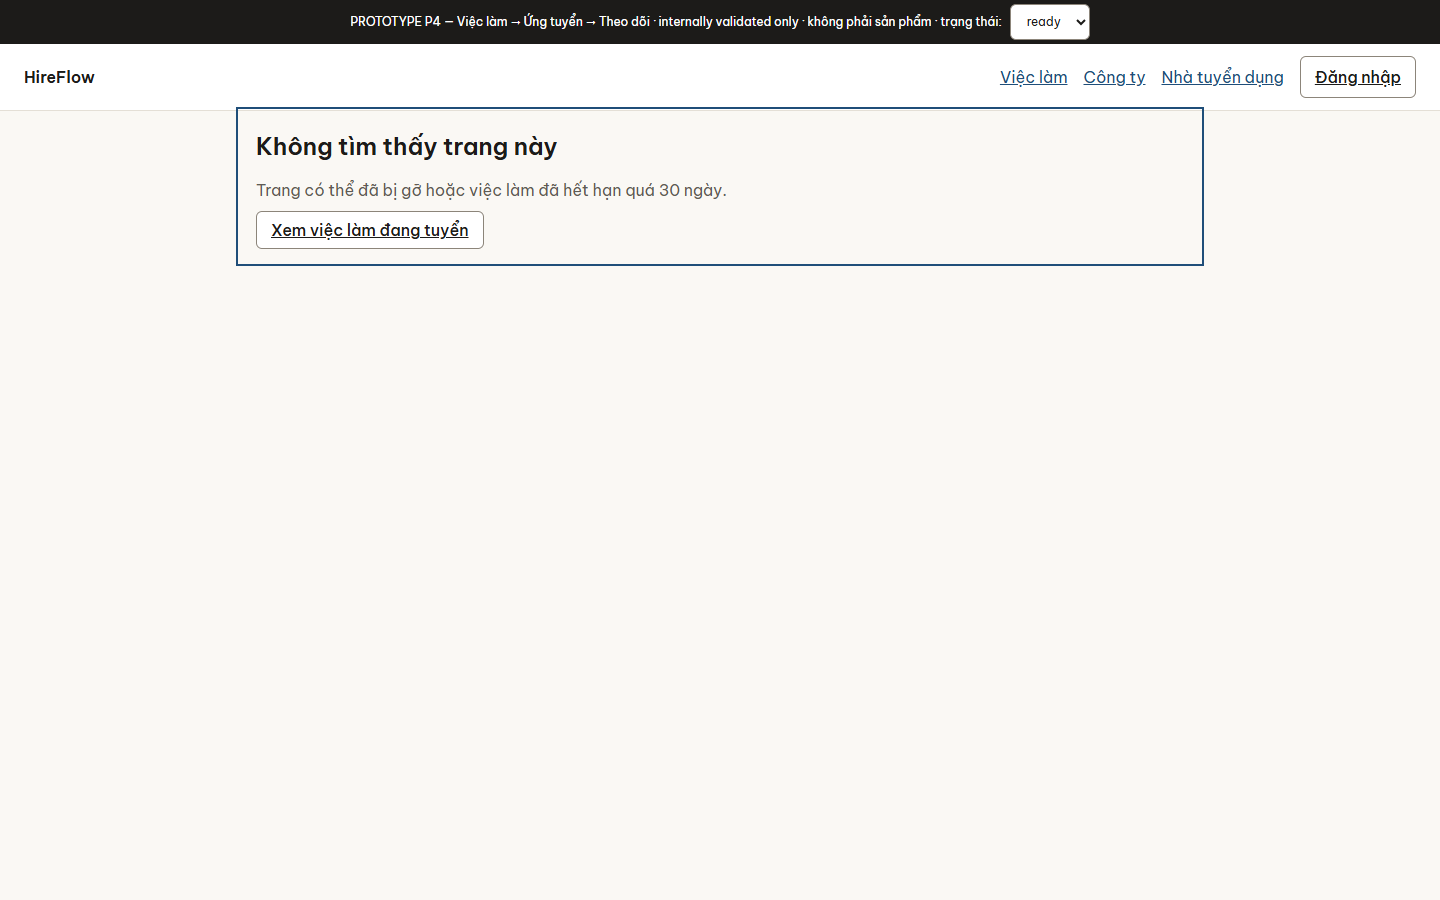 PROTOTYPE P4 — Việc làm → Ứng tuyển → Theo dõi · internally validated only · không phải sản phẩm · trạng thái: ready
HireFlow
Việc làm Công ty Nhà tuyển dụng Đăng nhập
Không tìm thấy trang này
Trang có thể đã bị gỡ hoặc việc làm đã hết hạn quá 30 ngày.
Xem việc làm đang tuyển